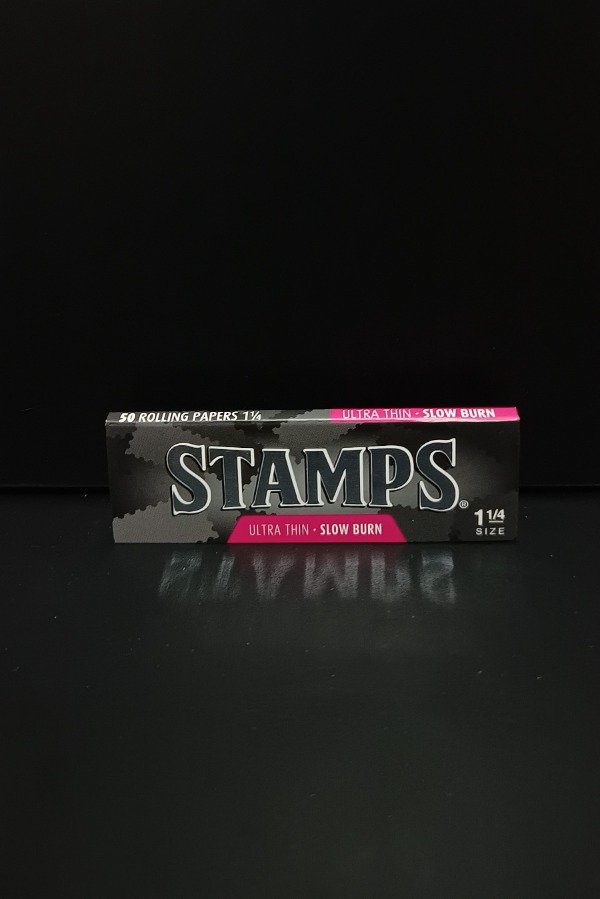 50 ROLLING PAPERS 1¼
ULTRA THIN • SLOW BURN
STAMPS®
ULTRA THIN • SLOW BURN
1 1/4
SIZE